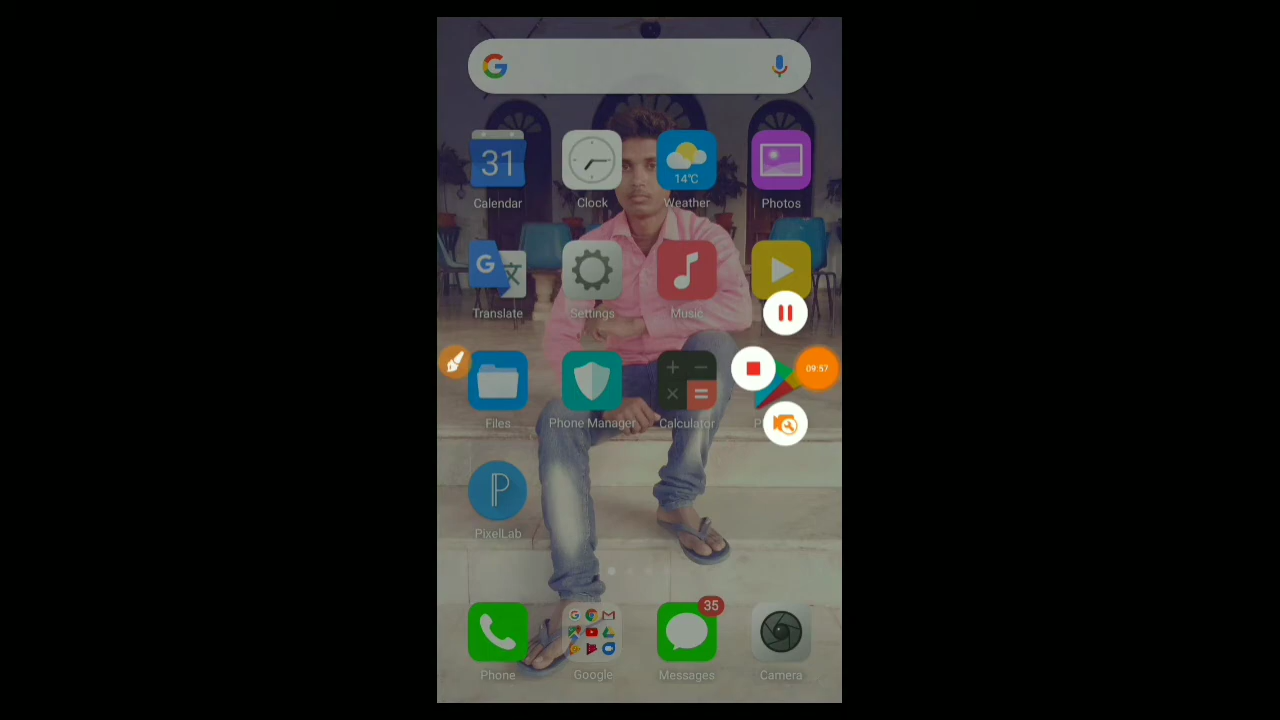 31
14°C
Calendar
Clock
Weather
Photos
Translate
Settings
Music
09:57
Files
Phone Manager
Calculator
PixelLab
35
Phone
Google
Messages
Camera